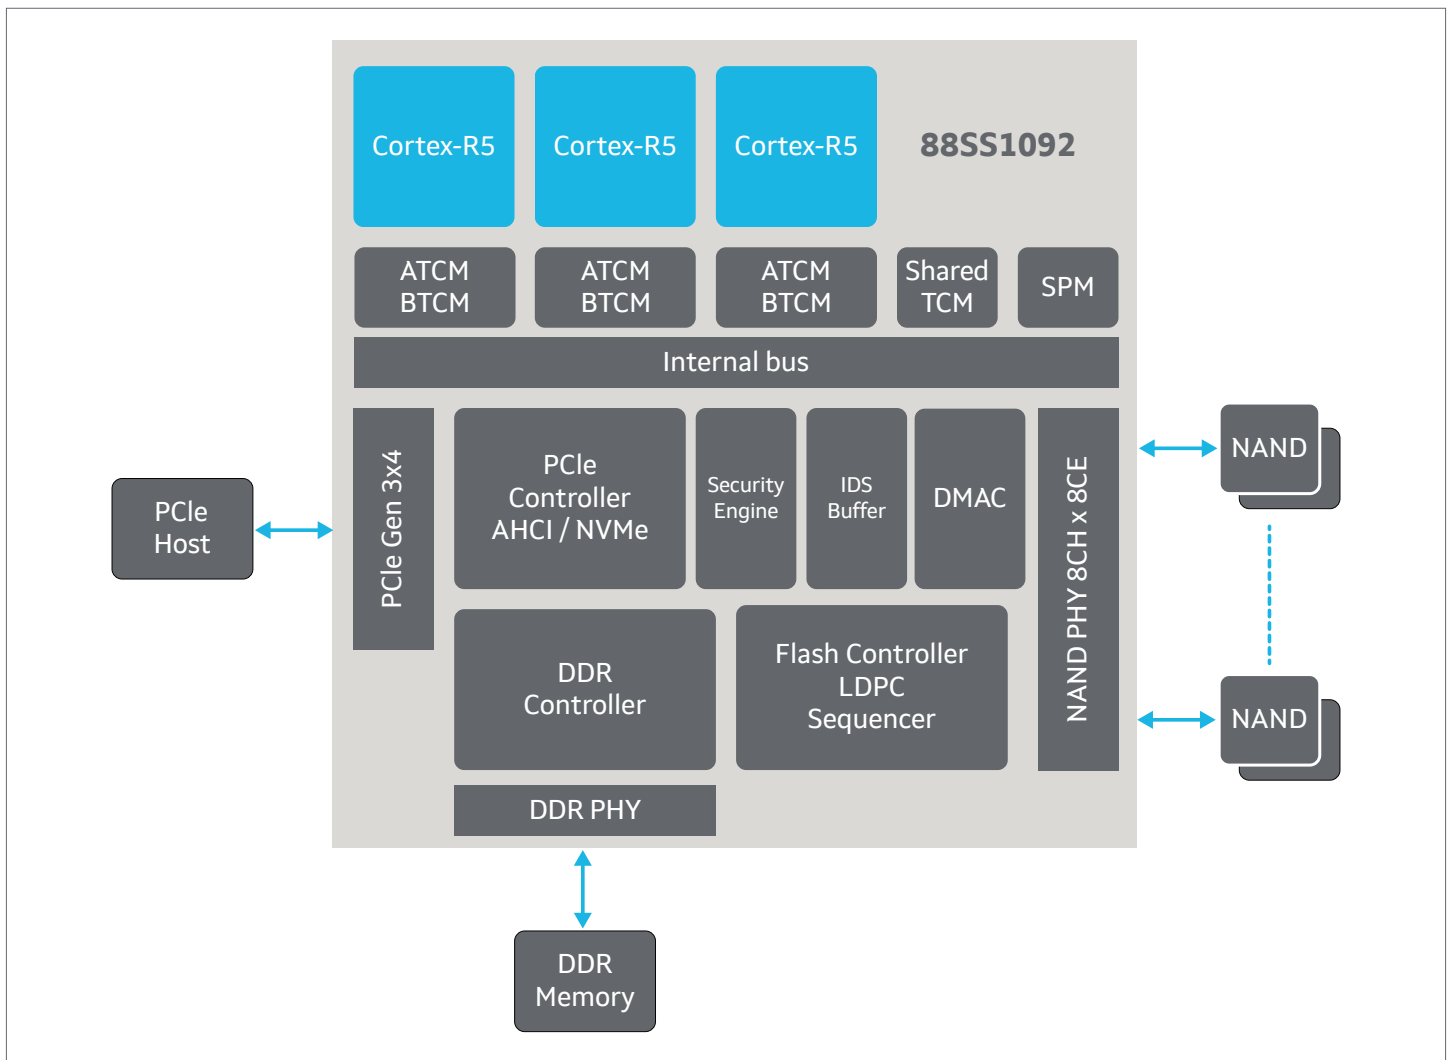 Cortex-R5
Cortex-R5
Cortex-R5
88SS1092
ATCM
BTCM
ATCM
BTCM
ATCM
BTCM
Shared
TCM
SPM
Internal bus
PCIe Host
PCIe Gen 3x4
PCIe
Controller
AHCI / NVMe
Security
Engine
IDS
Buffer
DMAC
NAND PHY 8CH x 8CE
NAND
DDR
Controller
Flash Controller
LDPC
Sequencer
NAND
DDR PHY
DDR
Memory